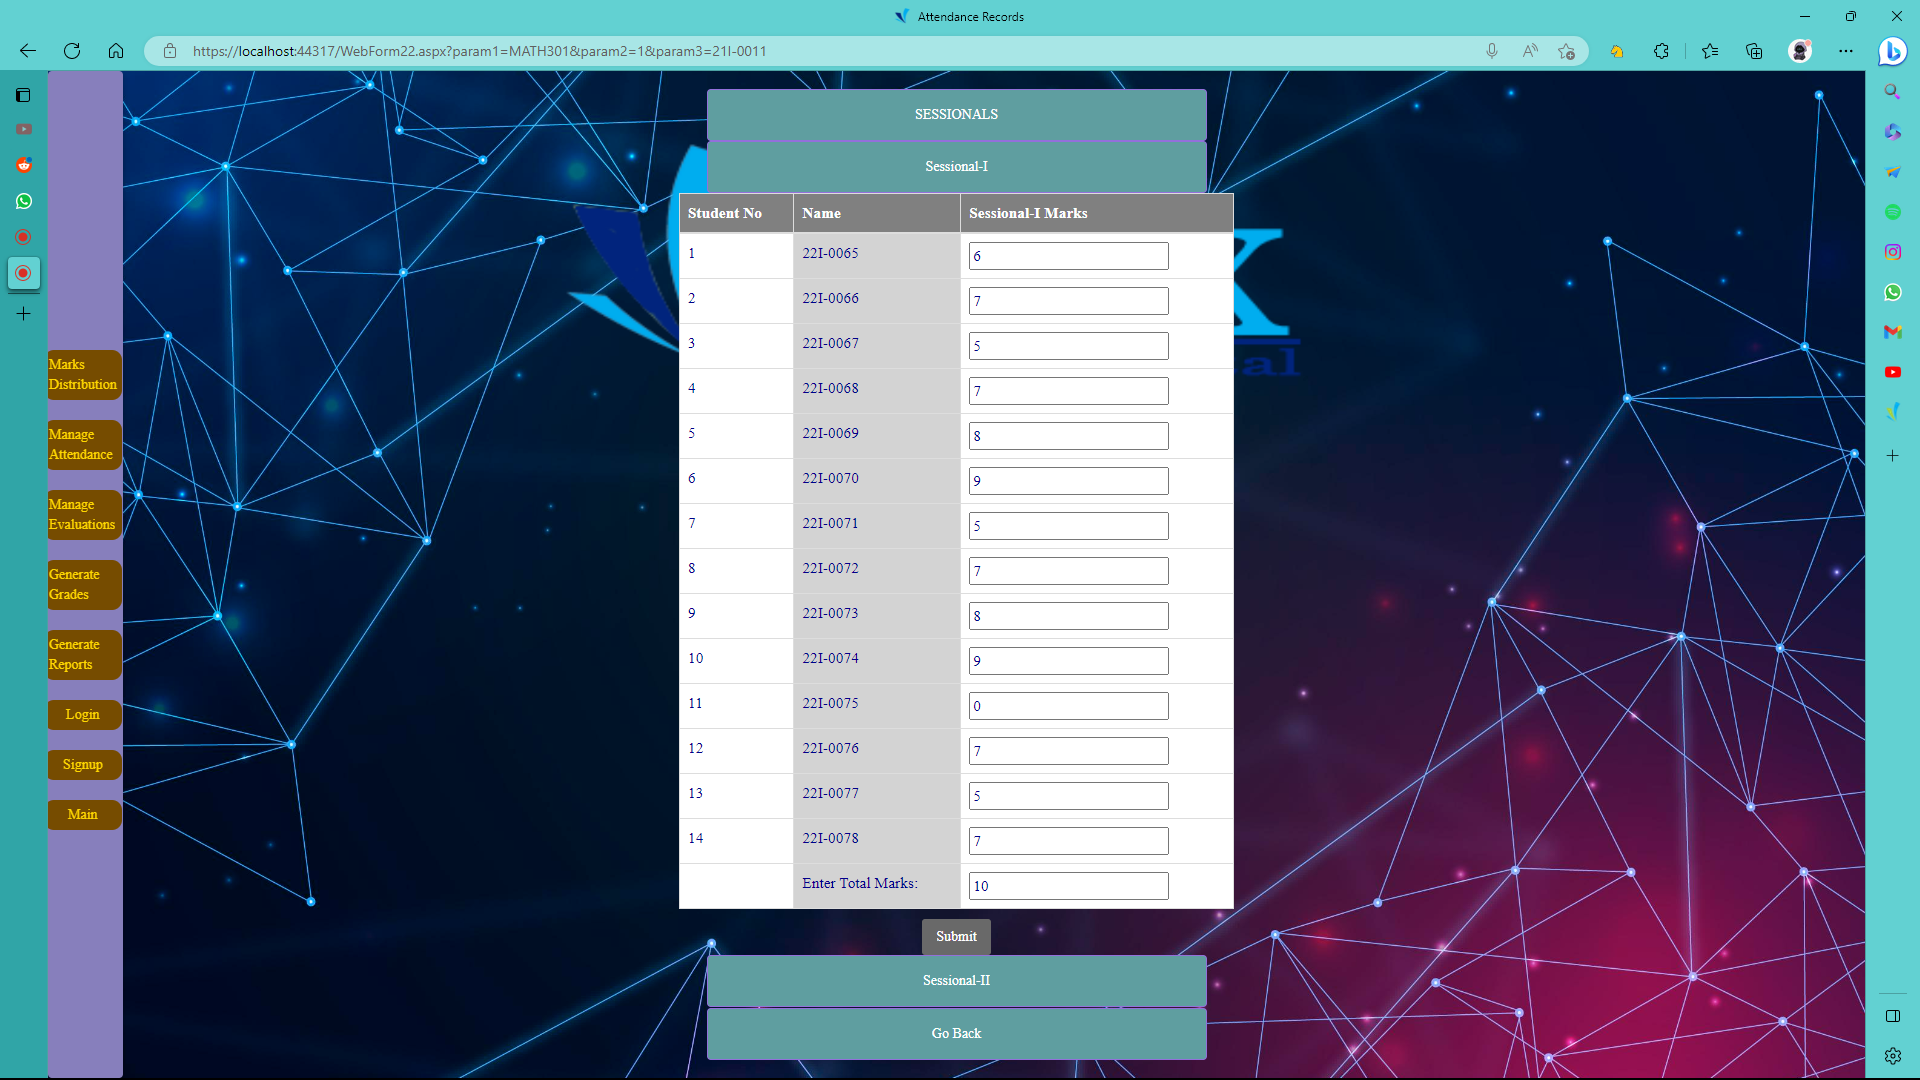 Attendance Records
https://localhost:44317/WebForm22.aspx?param1=MATH301&param2=1&param3=21I-0011
SESSIONALS
Sessional-I
Student No Name Sessional-I Marks
1 22I-0065 6
2 22I-0066 7
3 22I-0067 5
4 22I-0068 7
5 22I-0069 8
6 22I-0070 9
7 22I-0071 5
8 22I-0072 7
9 22I-0073 8
10 22I-0074 9
11 22I-0075 0
12 22I-0076 7
13 22I-0077 5
14 22I-0078 7
Enter Total Marks: 10
Submit
Sessional-II
Go Back
Marks
Distribution
Manage
Attendance
Manage
Evaluations
Generate
Grades
Generate
Reports
Login
Signup
Main